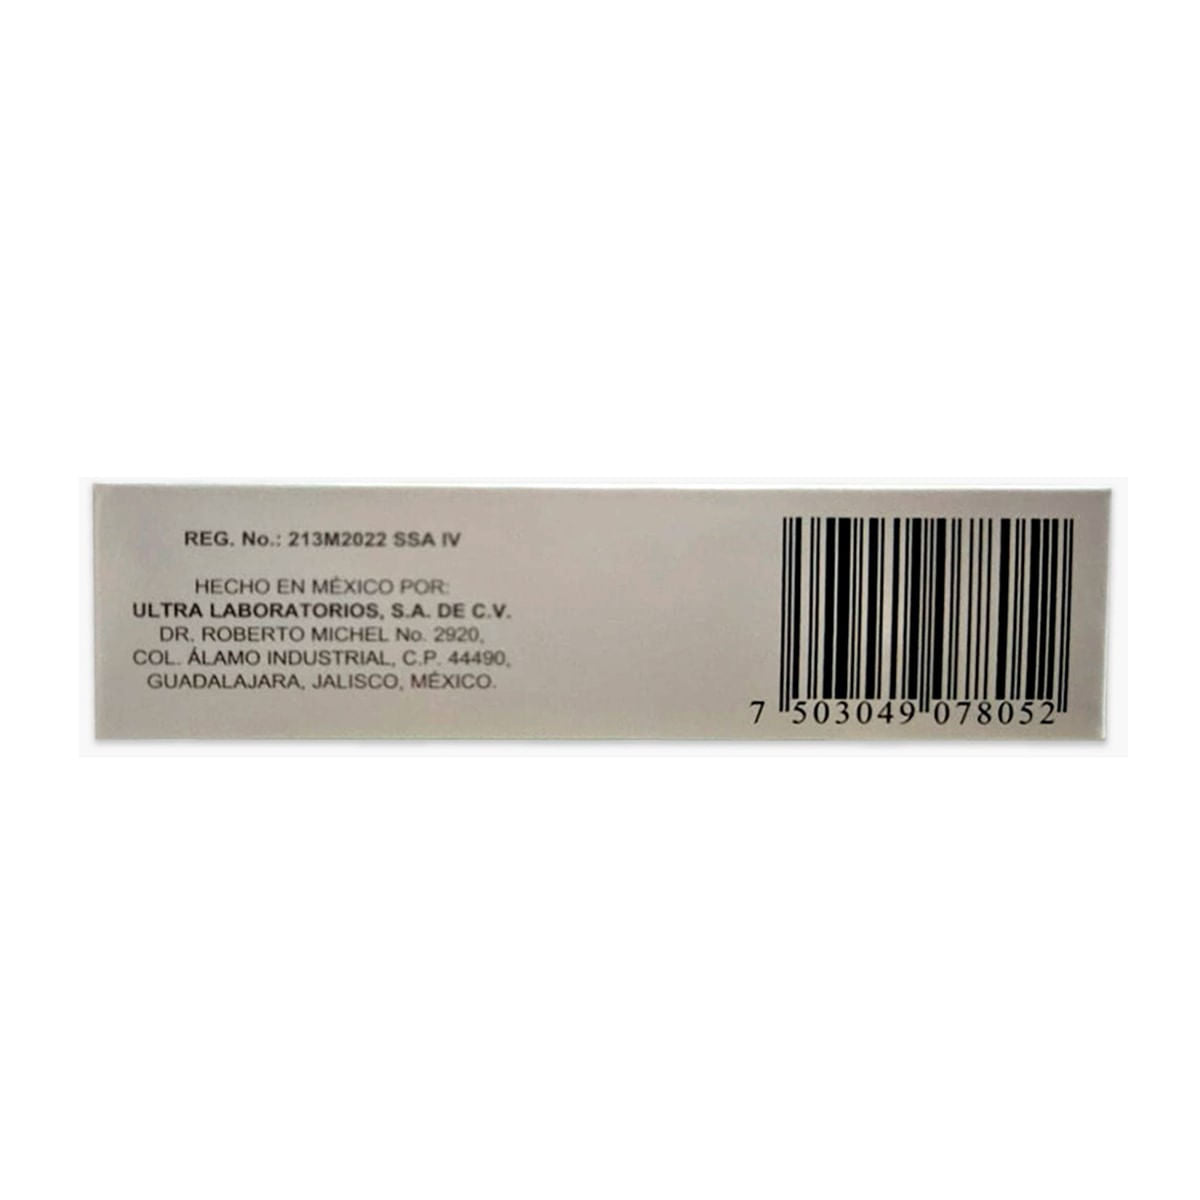 REG. No.: 213M2022 SSA IV
HECHO EN MÉXICO POR:
ULTRA LABORATORIOS, S.A. DE C.V.
DR. ROBERTO MICHEL No. 2920,
COL. ÁLAMO INDUSTRIAL, C.P. 44490,
GUADALAJARA, JALISCO, MÉXICO.
7 503049 078052